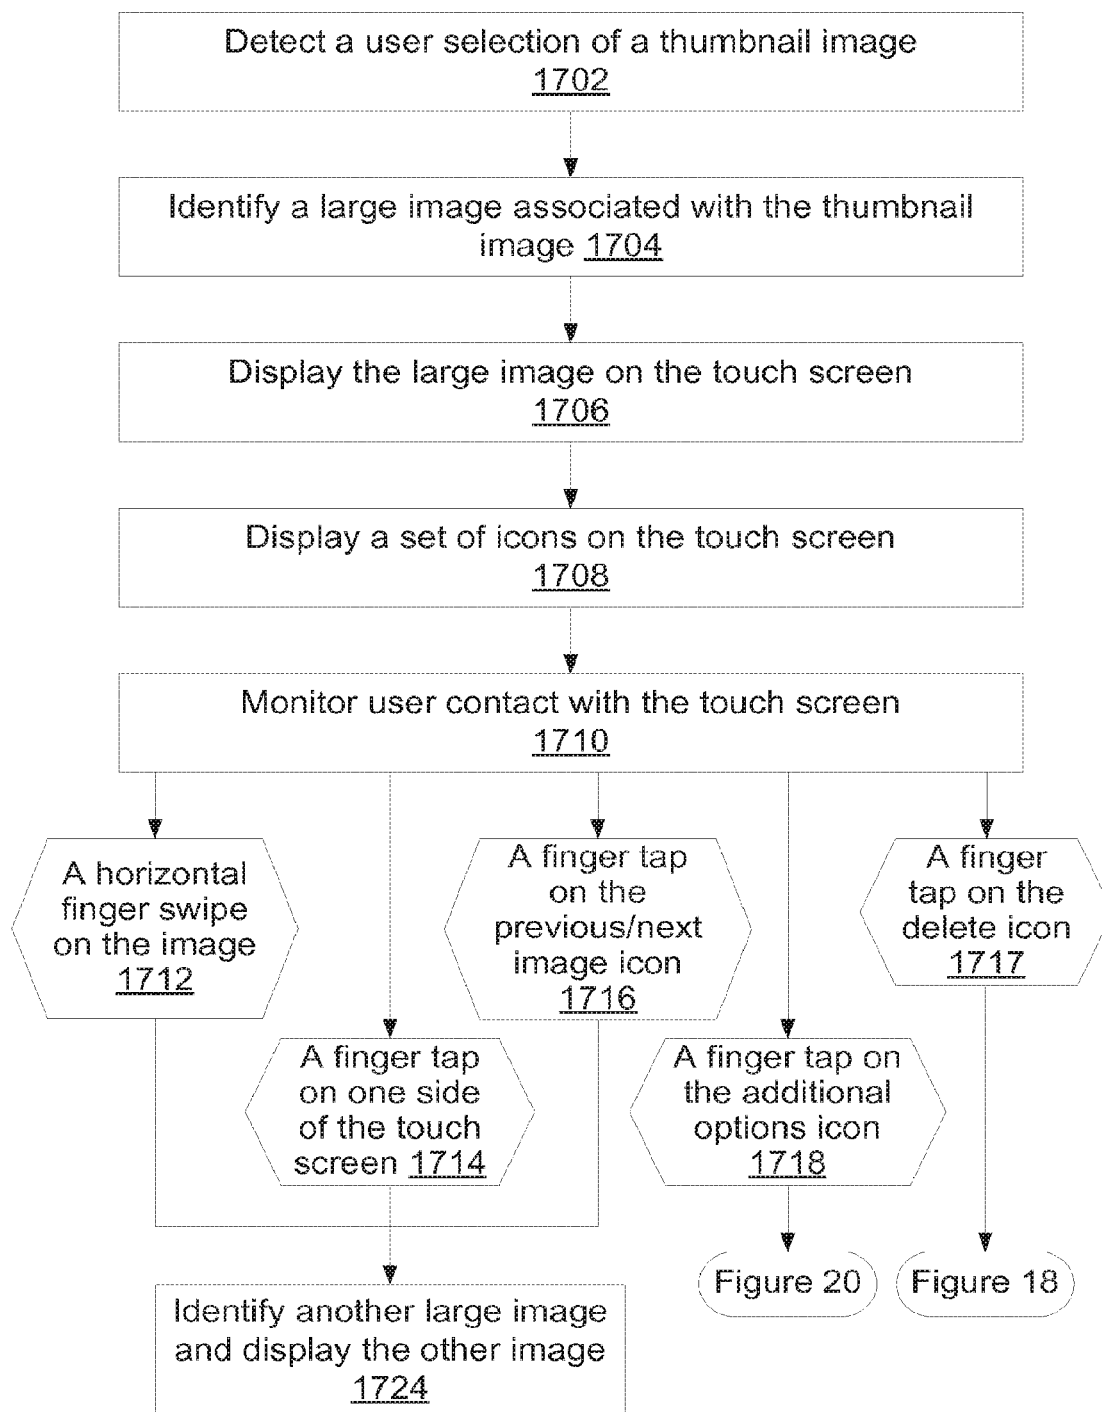 Detect a user selection of a thumbnail image
1702
Identify a large image associated with the thumbnail
image 1704
Display the large image on the touch screen
1706
Display a set of icons on the touch screen
1708
Monitor user contact with the touch screen
1710
A horizontal
finger swipe
on the image
1712
A finger tap
on one side
of the touch
screen 1714
A finger tap
on the
previous/next
image icon
1716
A finger tap on
the additional
options icon
1718
A finger
tap on the
delete icon
1717
Identify another large image
and display the other image
1724
Figure 20
Figure 18